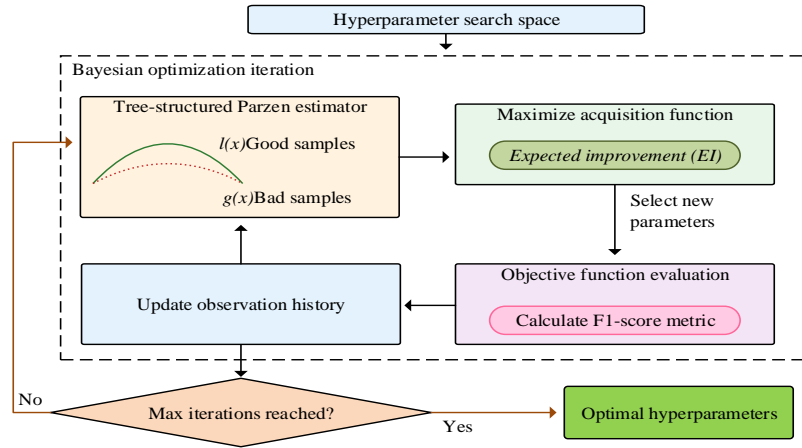 Hyperparameter search space
Bayesian optimization iteration
Tree-structured Parzen estimator
l(x)Good samples
g(x)Bad samples
Maximize acquisition function
Expected improvement (EI)
Select new
parameters
Objective function evaluation
Calculate F1-score metric
Update observation history
Max iterations reached?
No
Yes
Optimal hyperparameters